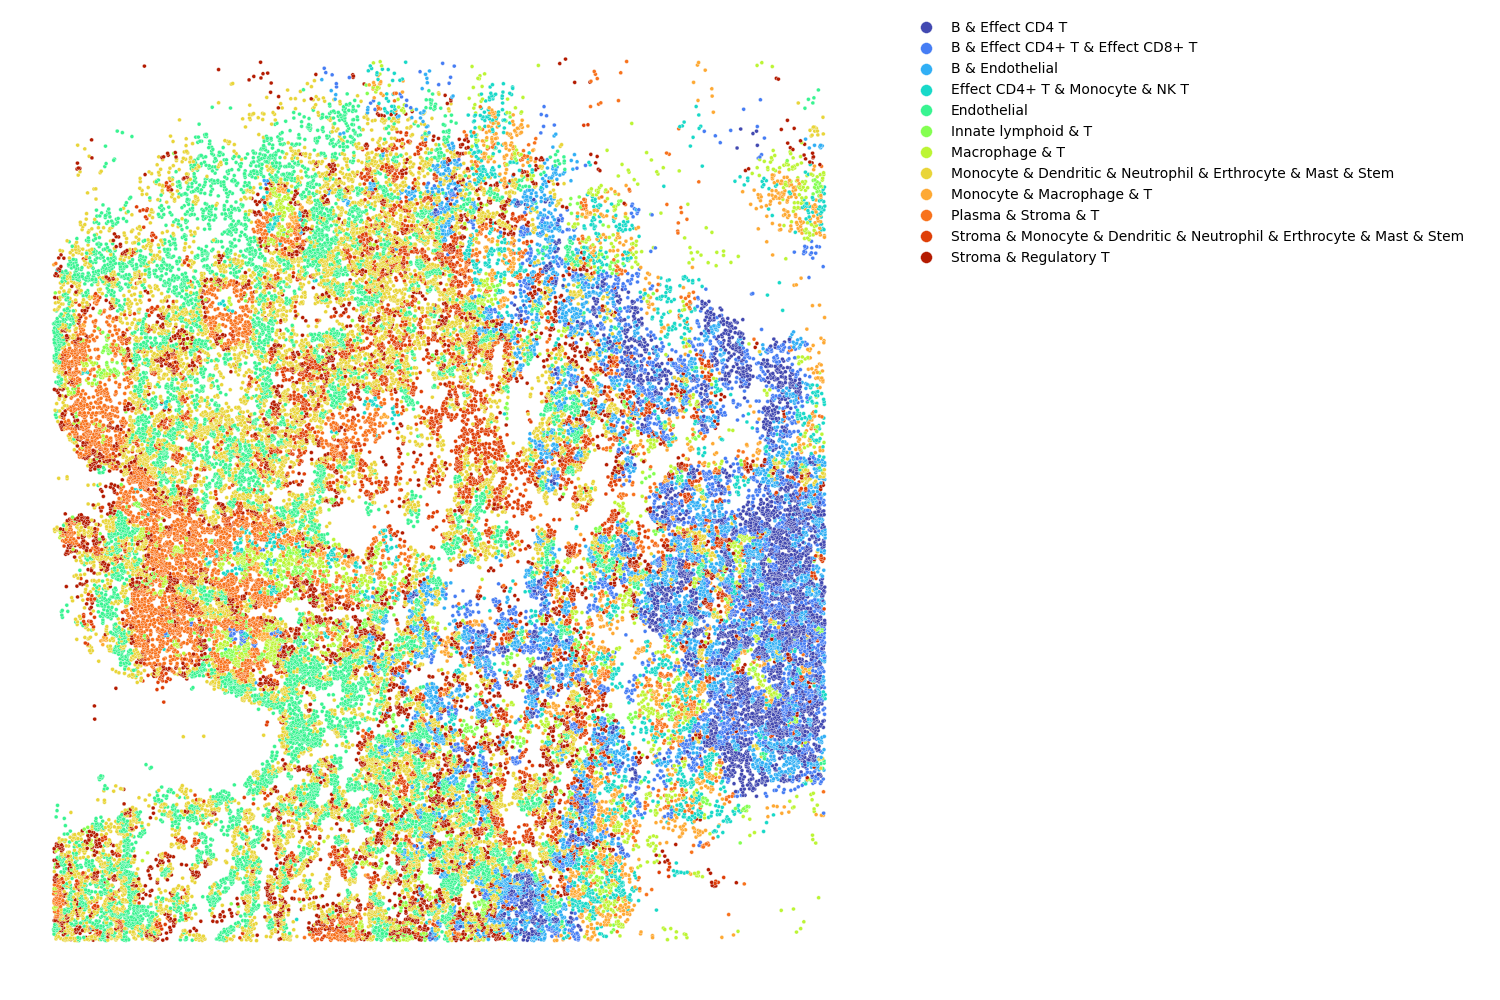 B & Effect CD4 T
B & Effect CD4+ T & Effect CD8+ T
B & Endothelial
Effect CD4+ T & Monocyte & NK T
Endothelial
Innate lymphoid & T
Macrophage & T
Monocyte & Dendritic & Neutrophil & Erthrocyte & Mast & Stem
Monocyte & Macrophage & T
Plasma & Stroma & T
Stroma & Monocyte & Dendritic & Neutrophil & Erthrocyte & Mast & Stem
Stroma & Regulatory T